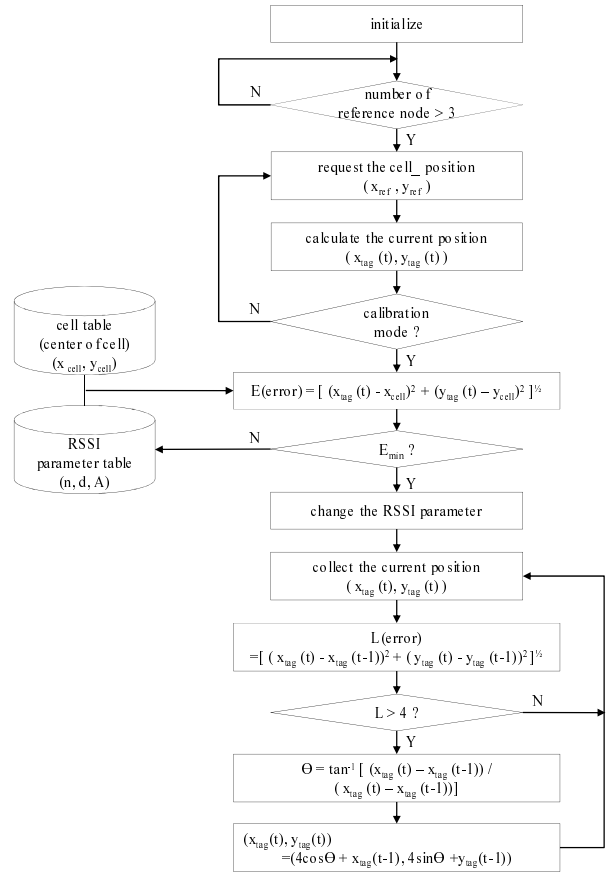 initialize
number of
reference node > 3
N
Y
request the cell_ position
( x_ref , y_ref )
calculate the current position
( x_tag (t), y_tag (t) )
calibration
mode ?
N
Y
cell table
(center of cell)
(x_cell, y_cell)
E(error) = [ (x_tag (t) - x_cell)² + (y_tag (t) – y_cell)² ]^½
RSSI
parameter table
(n, d, A)
N
E_min ?
Y
change the RSSI parameter
collect the current position
( x_tag (t), y_tag (t) )
L(error)
=[ ( x_tag (t) - x_tag (t-1))² + ( y_tag (t) - y_tag (t-1))² ]^½
L > 4 ?
N
Y
ϴ = tan⁻¹ [ (x_tag (t) – x_tag (t-1)) /
( x_tag (t) – x_tag (t-1))]
(x_tag(t), y_tag(t))
=(4cosϴ + x_tag(t-1), 4sinϴ +y_tag(t-1))